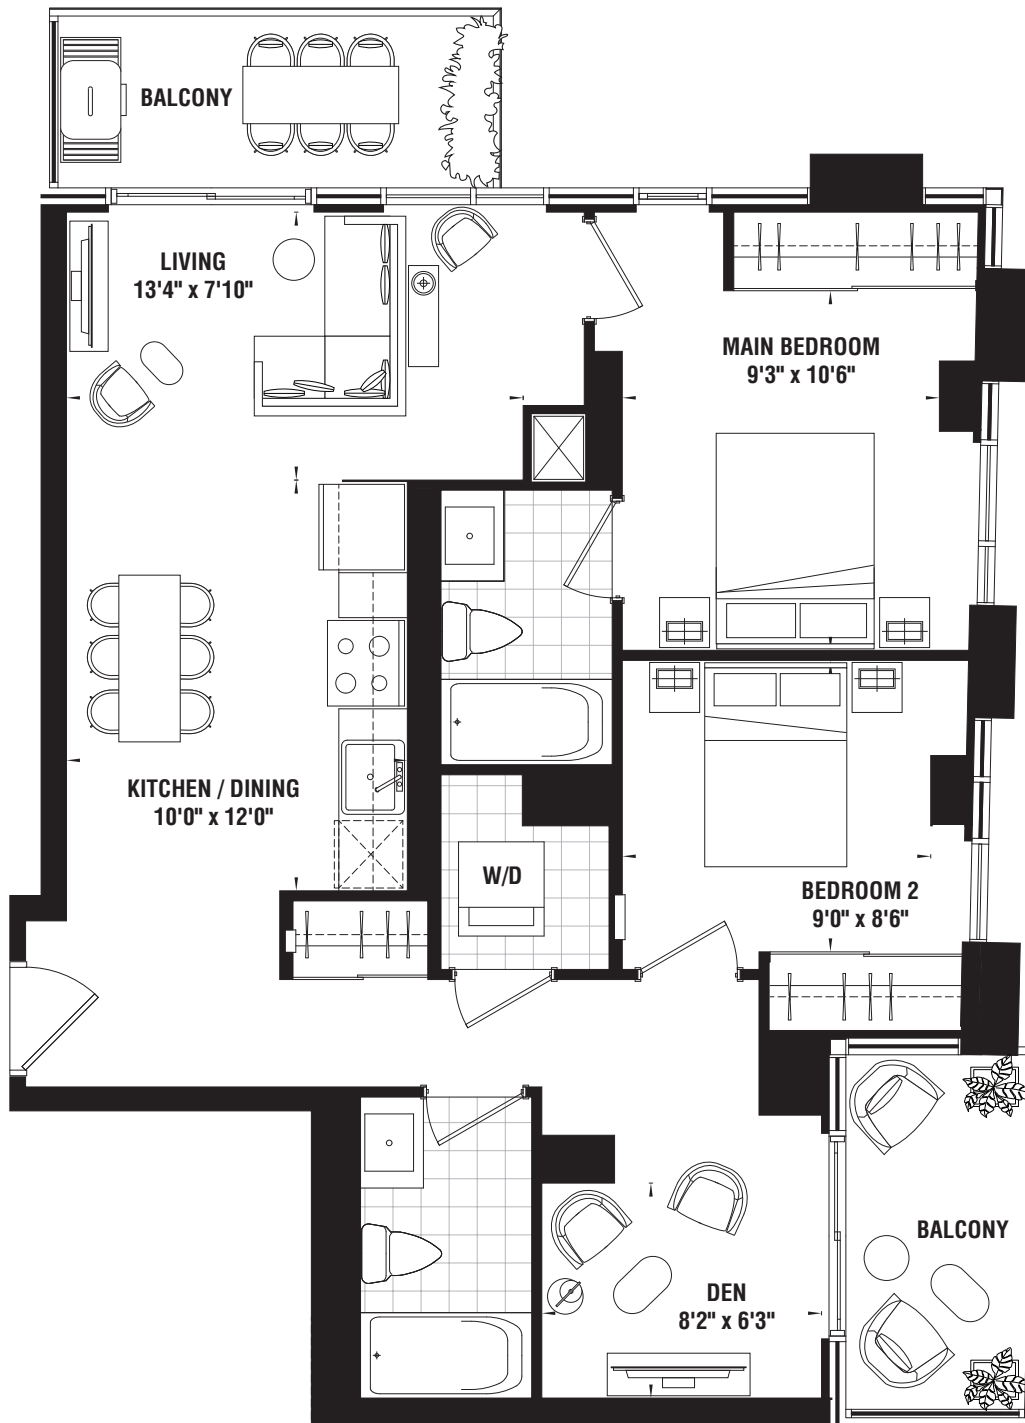 BALCONY
LIVING
13'4" x 7'10"
MAIN BEDROOM
9'3" x 10'6"
KITCHEN / DINING
10'0" x 12'0"
W/D
BEDROOM 2
9'0" x 8'6"
BALCONY
DEN
8'2" x 6'3"